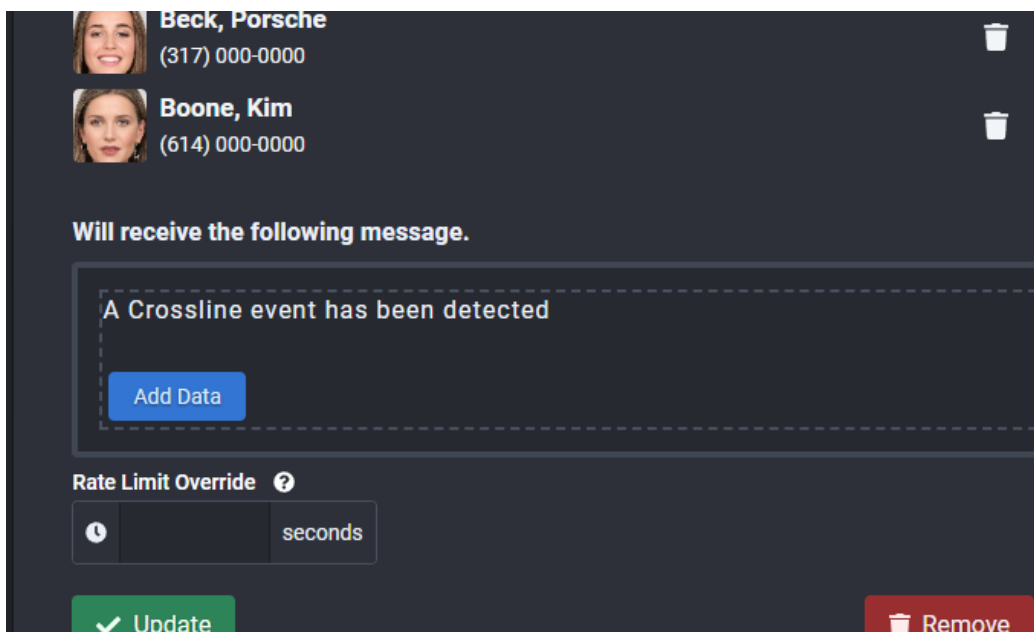 Beck, Porsche
(317) 000-0000
Boone, Kim
(614) 000-0000
Will receive the following message.
A Crossline event has been detected
Add Data
Rate Limit Override ?
seconds
Update
Remove